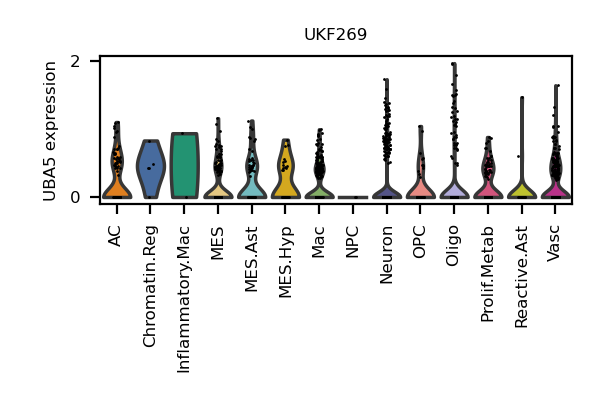 UKF269
UBA5 expression
2
0
AC
Chromatin.Reg
Inflammatory.Mac
MES
MES.Ast
MES.Hyp
Mac
NPC
Neuron
OPC
Oligo
Prolif.Metab
Reactive.Ast
Vasc